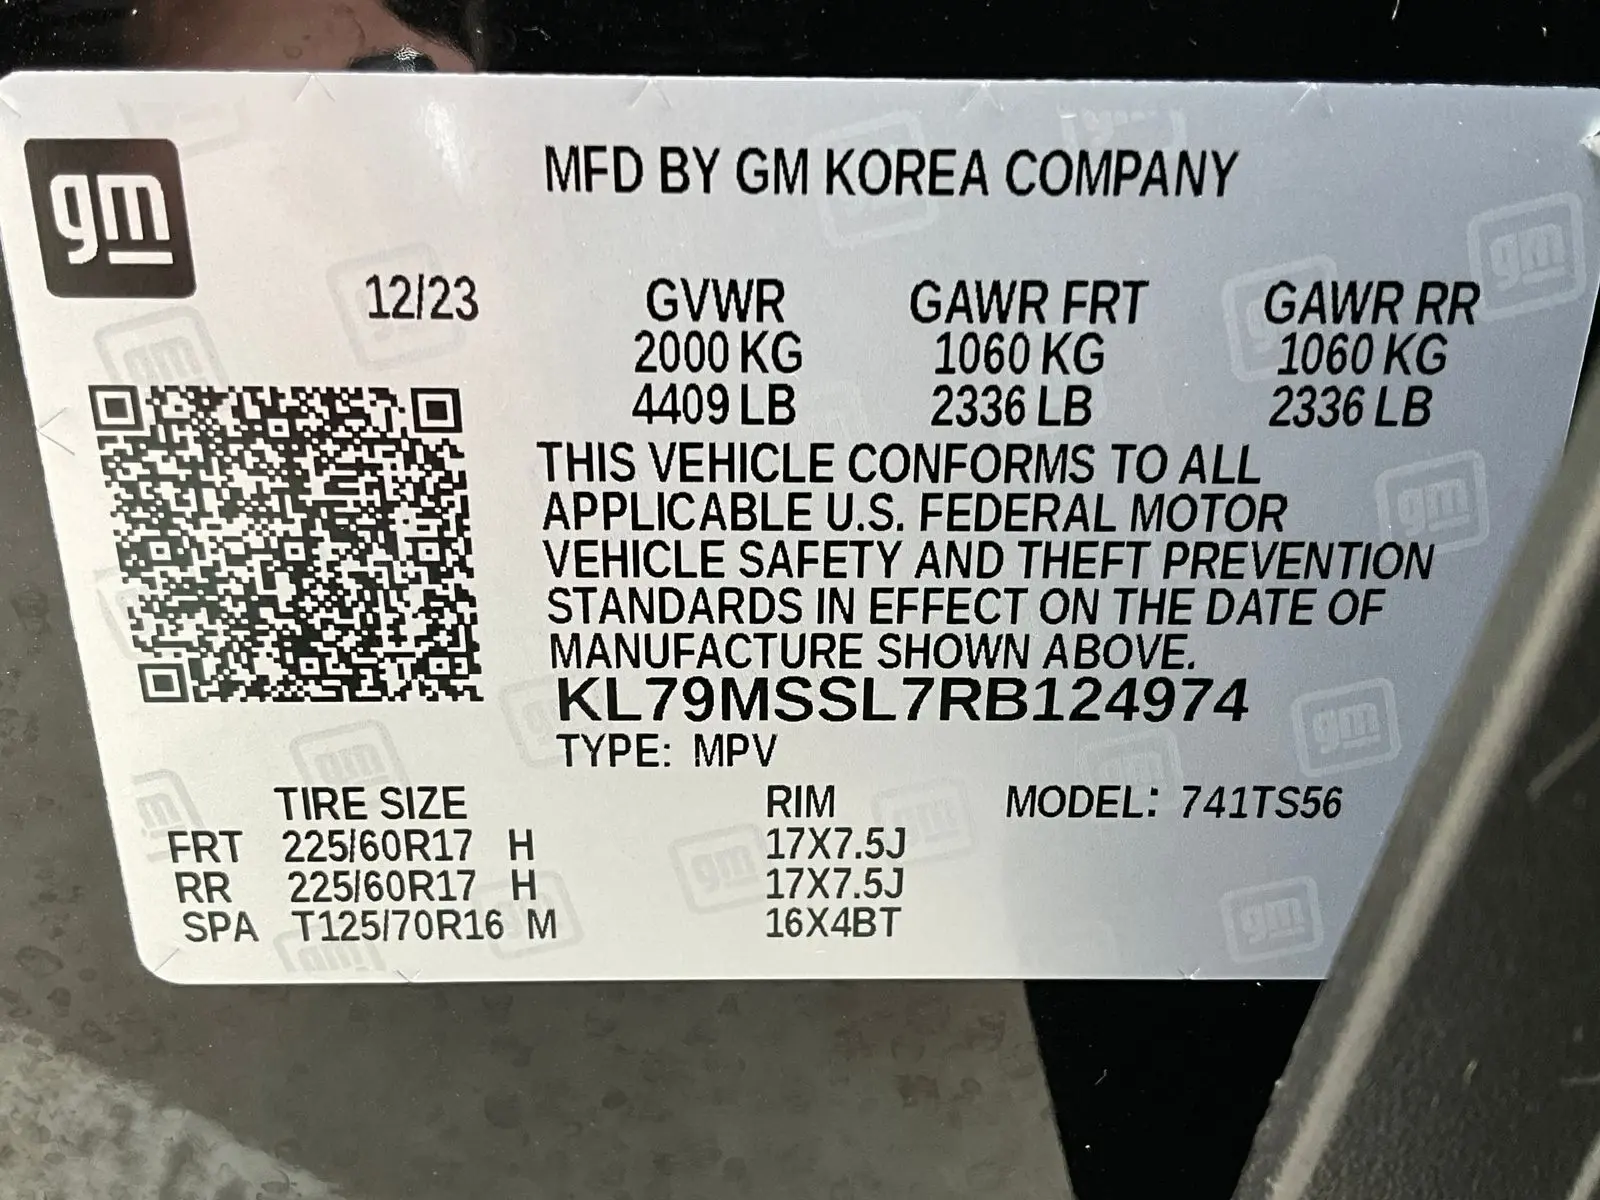 gm
MFD BY GM KOREA COMPANY
12/23 GVWR GAWR FRT GAWR RR
2000 KG 1060 KG 1060 KG
4409 LB 2336 LB 2336 LB
THIS VEHICLE CONFORMS TO ALL
APPLICABLE U.S. FEDERAL MOTOR
VEHICLE SAFETY AND THEFT PREVENTION
STANDARDS IN EFFECT ON THE DATE OF
MANUFACTURE SHOWN ABOVE.
KL79MSSL7RB124974
TYPE: MPV
TIRE SIZE RIM MODEL: 741TS56
FRT 225/60R17 H 17X7.5J
RR 225/60R17 H 17X7.5J
SPA T125/70R16 M 16X4BT